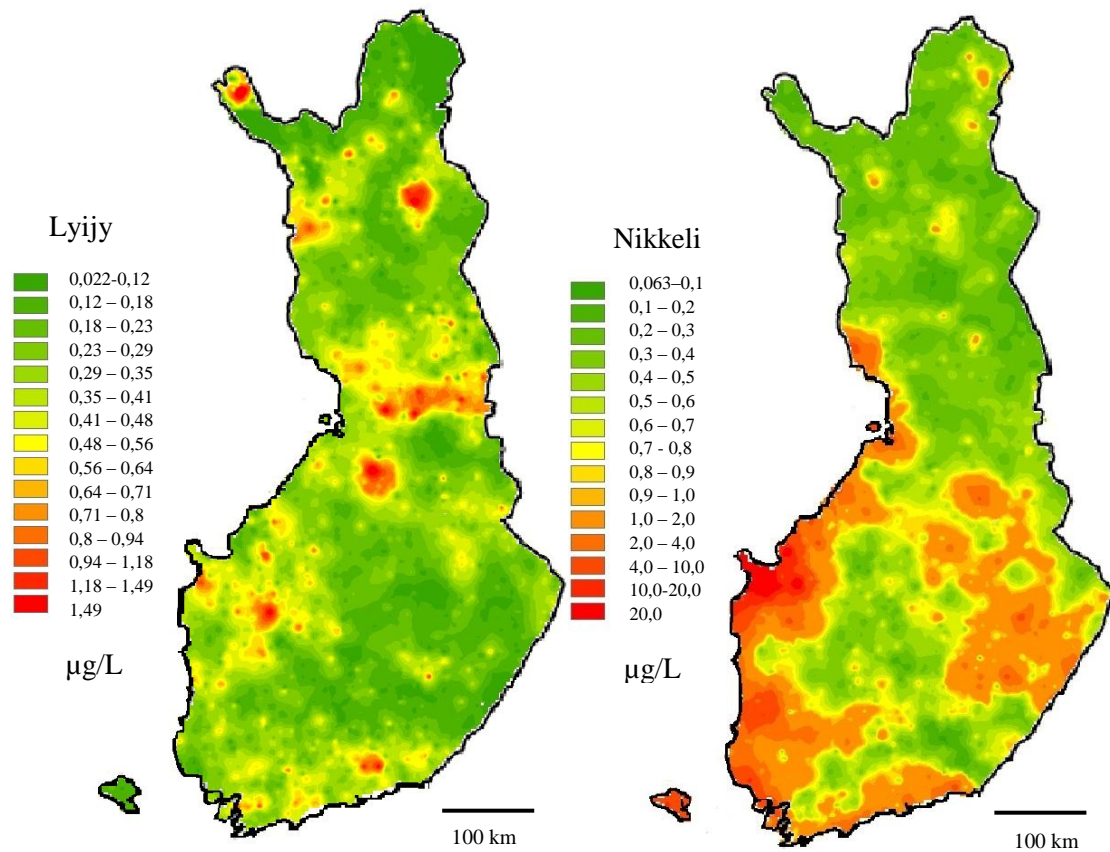 Lyijy
0,022-0,12
0,12 – 0,18
0,18 – 0,23
0,23 – 0,29
0,29 – 0,35
0,35 – 0,41
0,41 – 0,48
0,48 – 0,56
0,56 – 0,64
0,64 – 0,71
0,71 – 0,8
0,8 – 0,94
0,94 – 1,18
1,18 – 1,49
1,49
µg/L
100 km
Nikkeli
0,063–0,1
0,1 – 0,2
0,2 – 0,3
0,3 – 0,4
0,4 – 0,5
0,5 – 0,6
0,6 – 0,7
0,7 - 0,8
0,8 – 0,9
0,9 – 1,0
1,0 – 2,0
2,0 – 4,0
4,0 – 10,0
10,0-20,0
20,0
µg/L
100 km